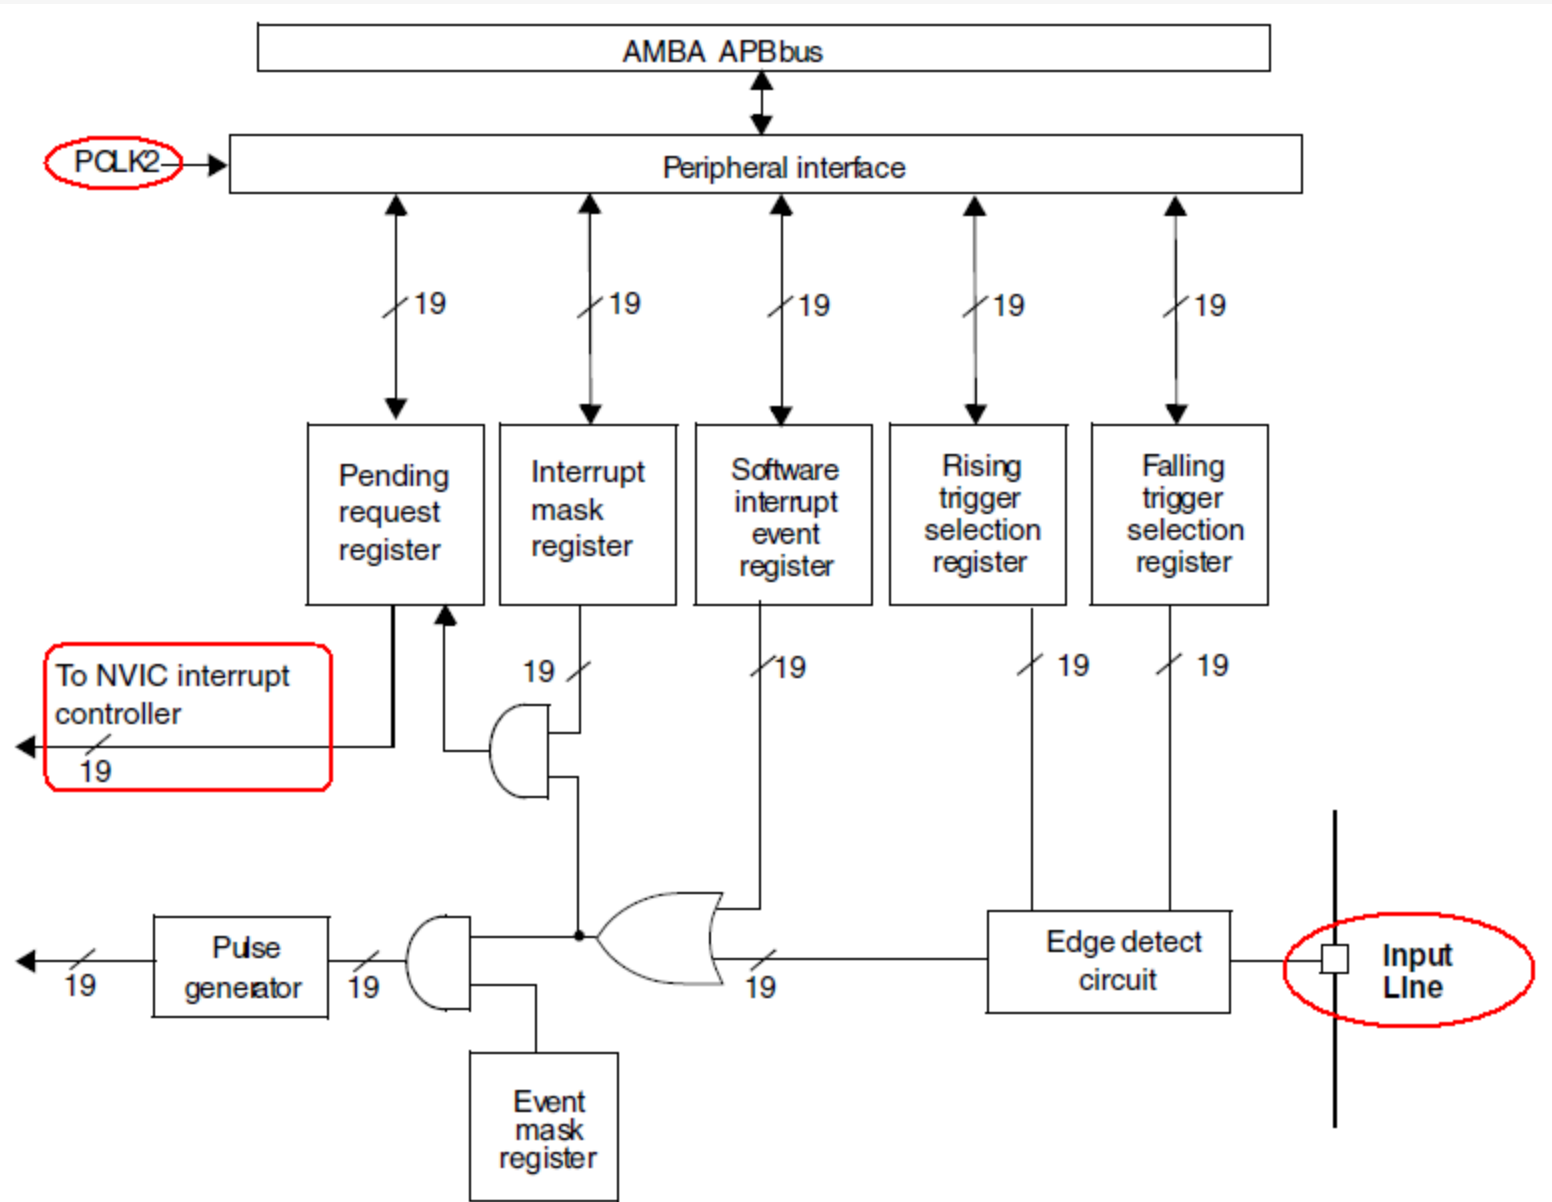 AMBA APB bus
PCLK2
Peripheral interface
19
19
19
19
19
Pending
request
register
Interrupt
mask
register
Software
interrupt
event
register
Rising
trigger
selection
register
Falling
trigger
selection
register
To NVIC interrupt
controller
19
19
19
19
19
Pulse
generator
19
19
19
Edge detect
circuit
Input
LIne
Event
mask
register